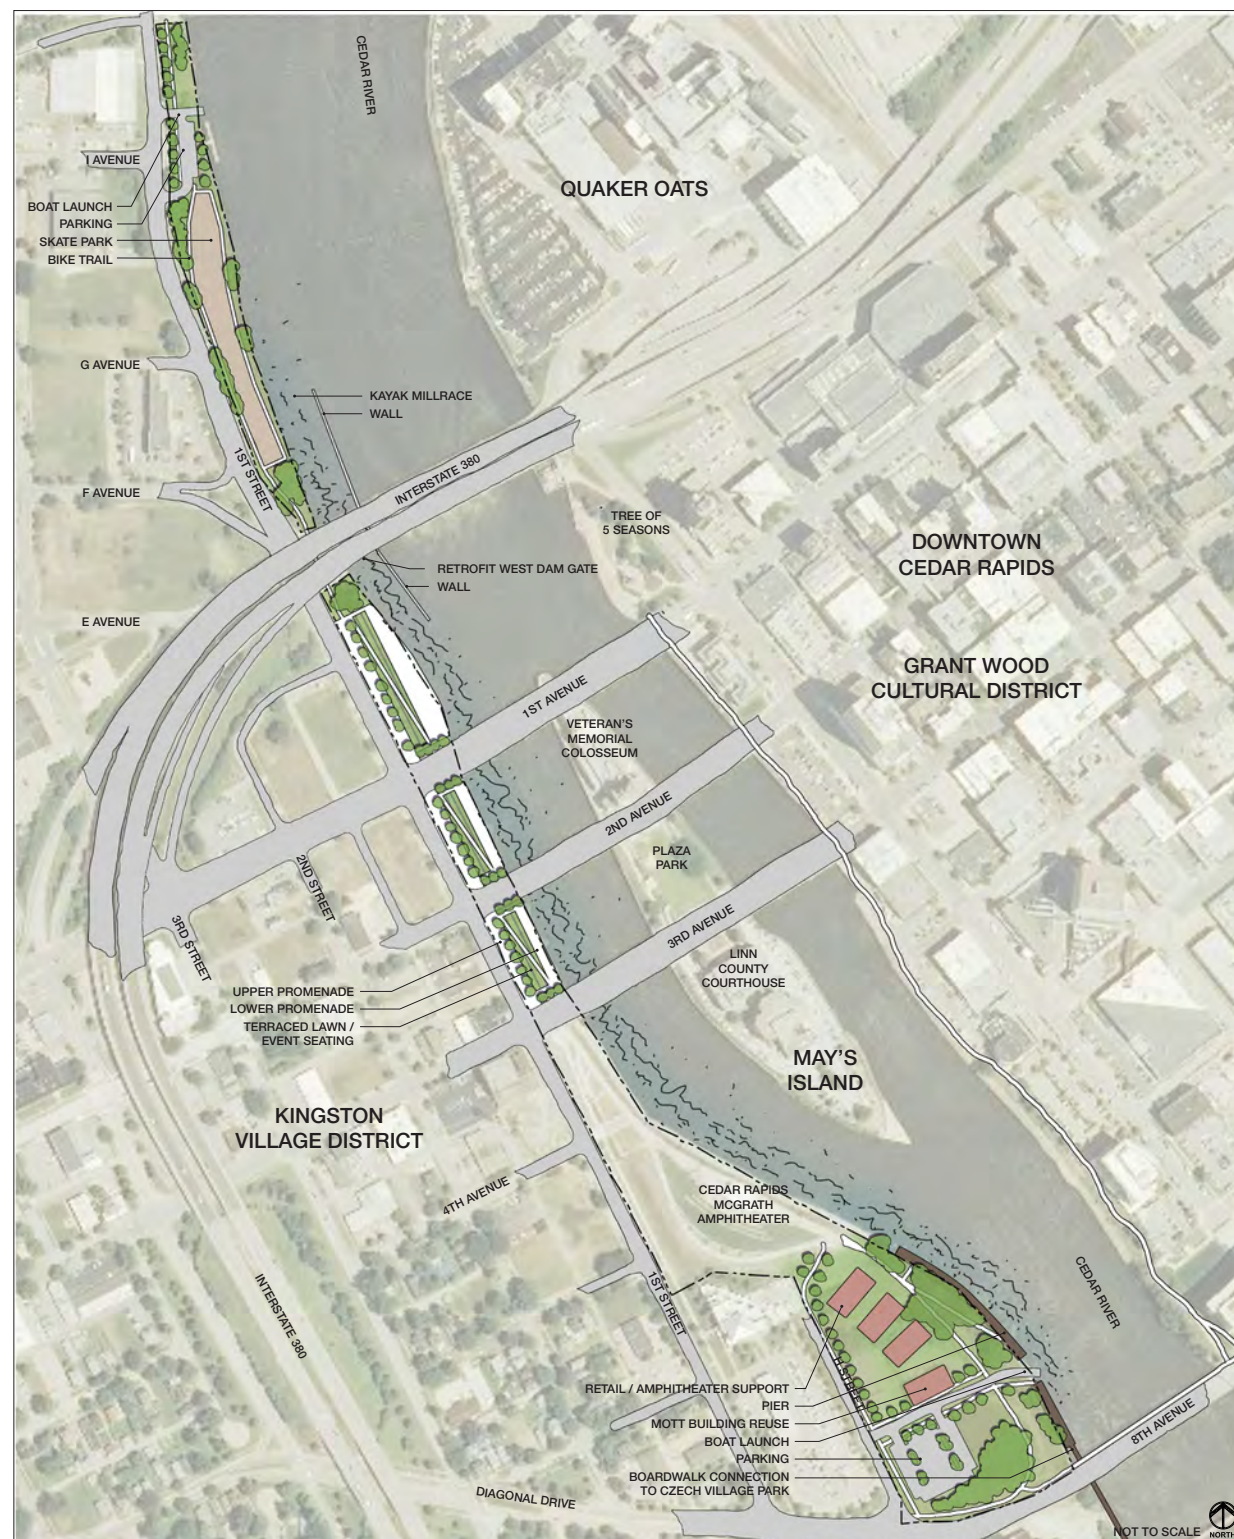 CEDAR RIVER
QUAKER OATS
I AVENUE
BOAT LAUNCH
PARKING
SKATE PARK
BIKE TRAIL
G AVENUE
KAYAK MILLRACE
WALL
1ST STREET
INTERSTATE 380
F AVENUE
TREE OF
5 SEASONS
DOWNTOWN
CEDAR RAPIDS
RETROFIT WEST DAM GATE
WALL
E AVENUE
GRANT WOOD
CULTURAL DISTRICT
1ST AVENUE
VETERAN'S
MEMORIAL
COLOSSEUM
2ND AVENUE
PLAZA
PARK
2ND STREET
3RD STREET
3RD AVENUE
LINN
COUNTY
COURTHOUSE
UPPER PROMENADE
LOWER PROMENADE
TERRACED LAWN /
EVENT SEATING
MAY'S
ISLAND
KINGSTON
VILLAGE DISTRICT
4TH AVENUE
CEDAR RAPIDS
MCGRATH
AMPHITHEATER
CEDAR RIVER
1ST STREET
INTERSTATE 380
H STREET
RETAIL / AMPHITHEATER SUPPORT
PIER
MOTT BUILDING REUSE
BOAT LAUNCH
PARKING
BOARDWALK CONNECTION
TO CZECH VILLAGE PARK
8TH AVENUE
DIAGONAL DRIVE
NOT TO SCALE
NORTH